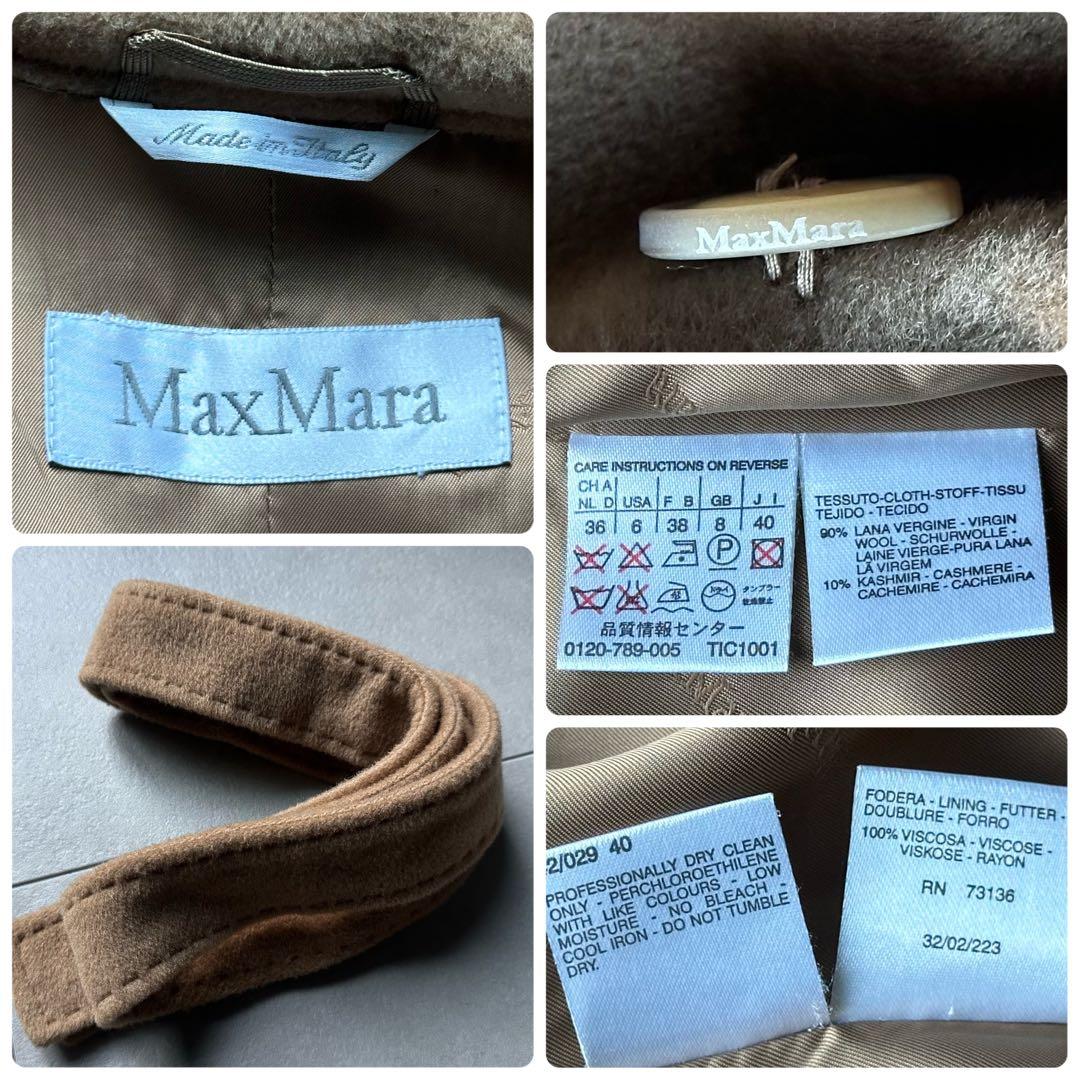 Made in Italy
MaxMara
MaxMara
CARE INSTRUCTIONS ON REVERSE
CH A
NL D USA F B GB J I
36 6 38 8 40
P
ドライ
タンブラー
乾燥禁止
品質情報センター
0120-789-005 TIC1001
TESSUTO-CLOTH-STOFF-TISSU
TEJIDO - TECIDO
90% LANA VERGINE - VIRGIN
WOOL - SCHURWOLLE -
LAINE VIERGE-PURA LANA
LÃ VIRGEM
10% KASHMIR - CASHMERE -
CACHEMIRE - CACHEMIRA
2/029 40
PROFESSIONALLY DRY CLEAN
ONLY - PERCHLOROETHILENE
WITH LIKE COLOURS - LOW
MOISTURE - NO BLEACH -
COOL IRON - DO NOT TUMBLE
DRY.
FODERA - LINING - FUTTER -
DOUBLURE - FORRO
100% VISCOSA - VISCOSE -
VISKOSE - RAYON
RN 73136
32/02/223